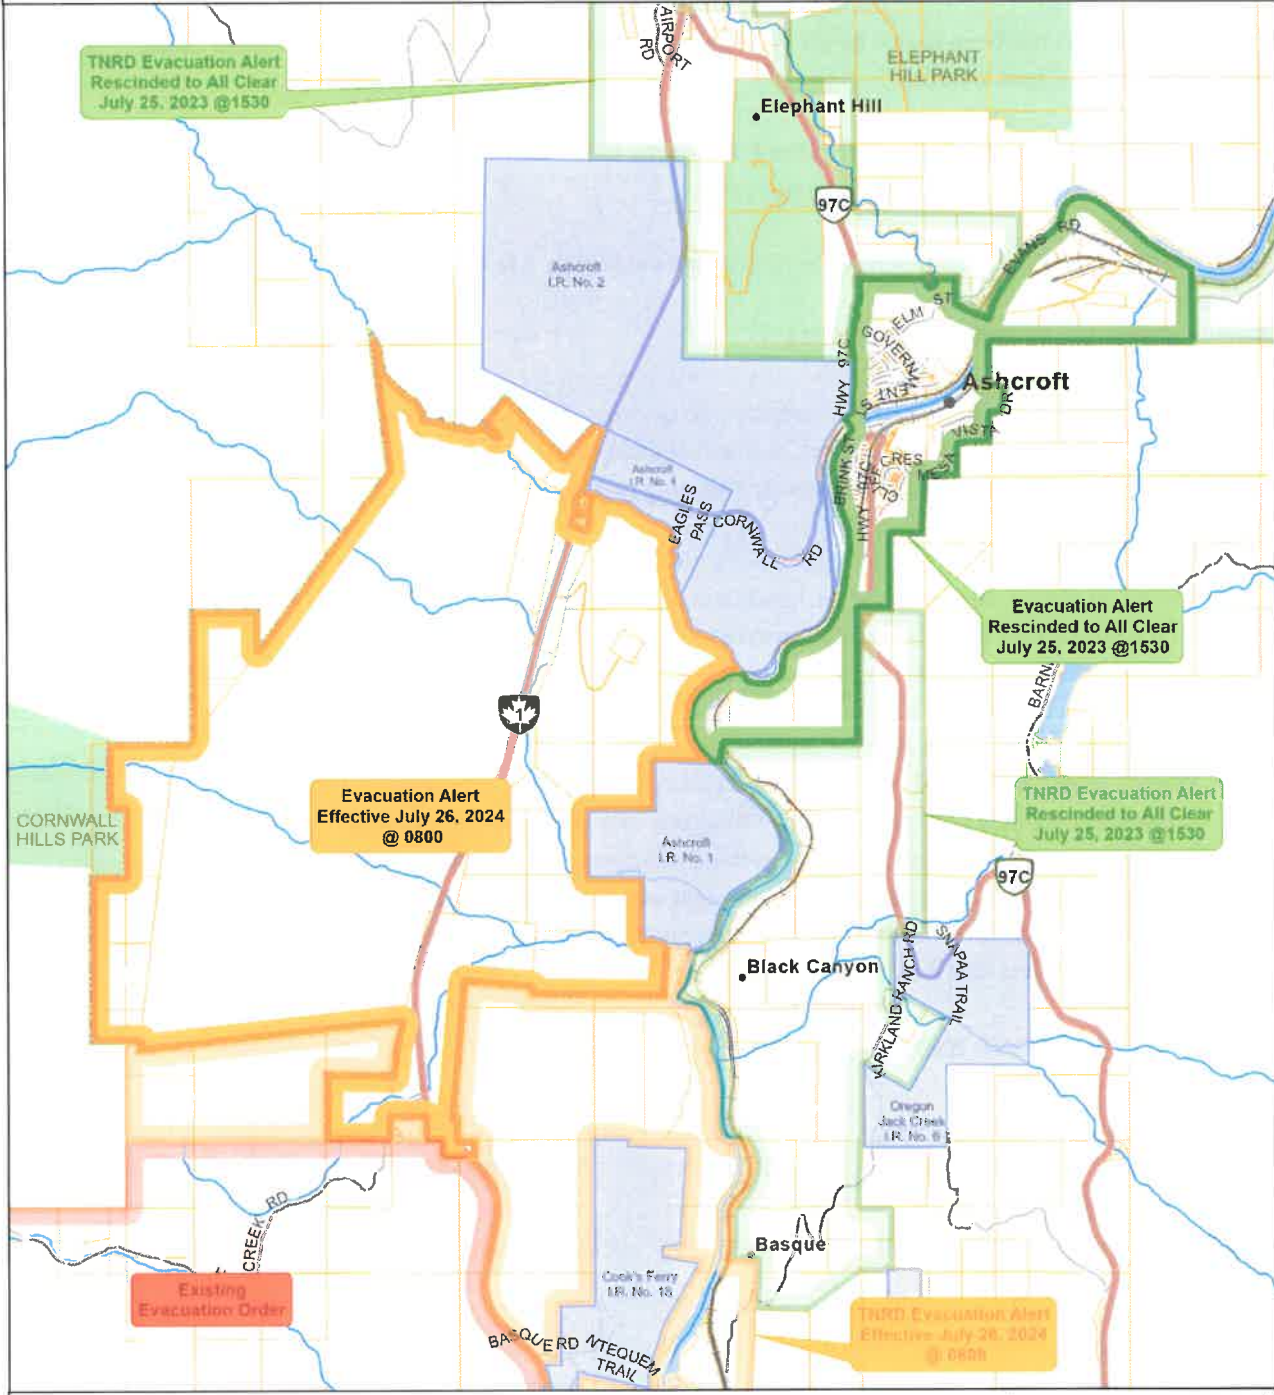 TNRD Evacuation Alert
Rescinded to All Clear
July 25, 2023 @1530
AIRPORT
RD
ELEPHANT
HILL PARK
Elephant Hill
97C
EVANS RD
Ashcroft
I.R. No. 2
ELM ST
GOVERNMENT ST
HWY 97C
Ashcroft
VISTA DR
MESA
CRES
BRINK ST
HWY 97C
Ashcroft
I.R. No. 4
EAGLES
PASS
CORNWALL RD
Evacuation Alert
Rescinded to All Clear
July 25, 2023 @1530
BARN
1
CORNWALL
HILLS PARK
Evacuation Alert
Effective July 26, 2024
@ 0800
Ashcroft
I.R. No. 1
TNRD Evacuation Alert
Rescinded to All Clear
July 25, 2023 @1530
97C
Black Canyon
KIRKLAND RANCH RD
SNAPAA TRAIL
Oregon
Jack Creek
I.R. No. 6
CREEK RD
Basque
Existing
Evacuation Order
Cook's Ferry
I.R. No. 18
BASQUE RD
NTEQUEM
TRAIL
TNRD Evacuation Alert
Effective July 26, 2024
@ 0800